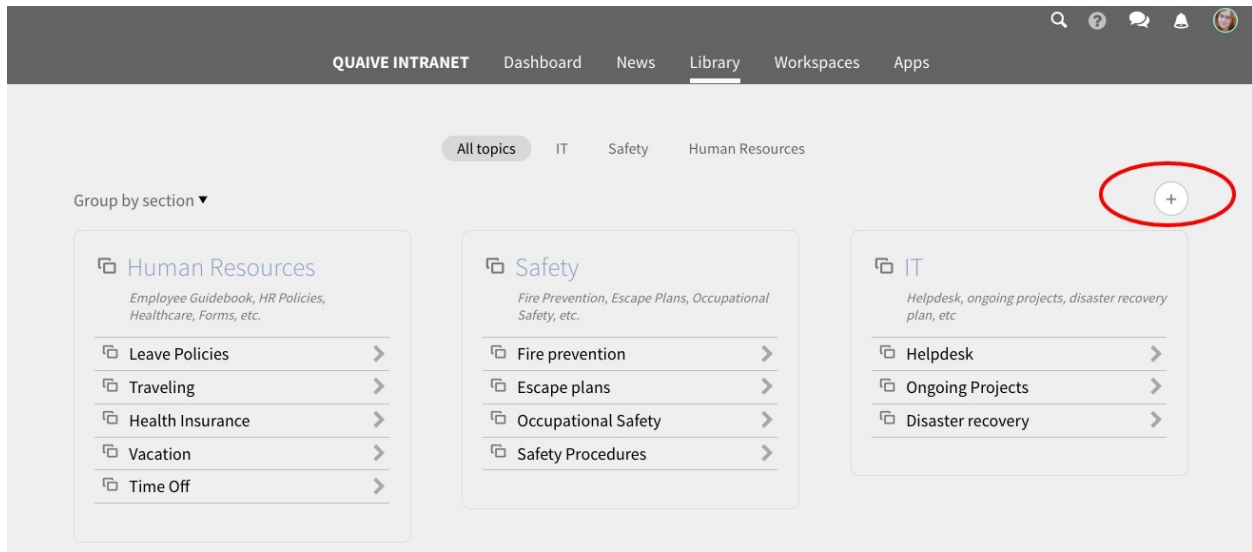 QUAIVE INTRANET Dashboard News Library Workspaces Apps
All topics IT Safety Human Resources
Group by section
+
Human Resources
Employee Guidebook, HR Policies,
Healthcare, Forms, etc.
Leave Policies
Traveling
Health Insurance
Vacation
Time Off
Safety
Fire Prevention, Escape Plans, Occupational
Safety, etc.
Fire prevention
Escape plans
Occupational Safety
Safety Procedures
IT
Helpdesk, ongoing projects, disaster recovery
plan, etc
Helpdesk
Ongoing Projects
Disaster recovery